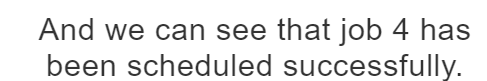 And we can see that job 4 has
been scheduled successfully.